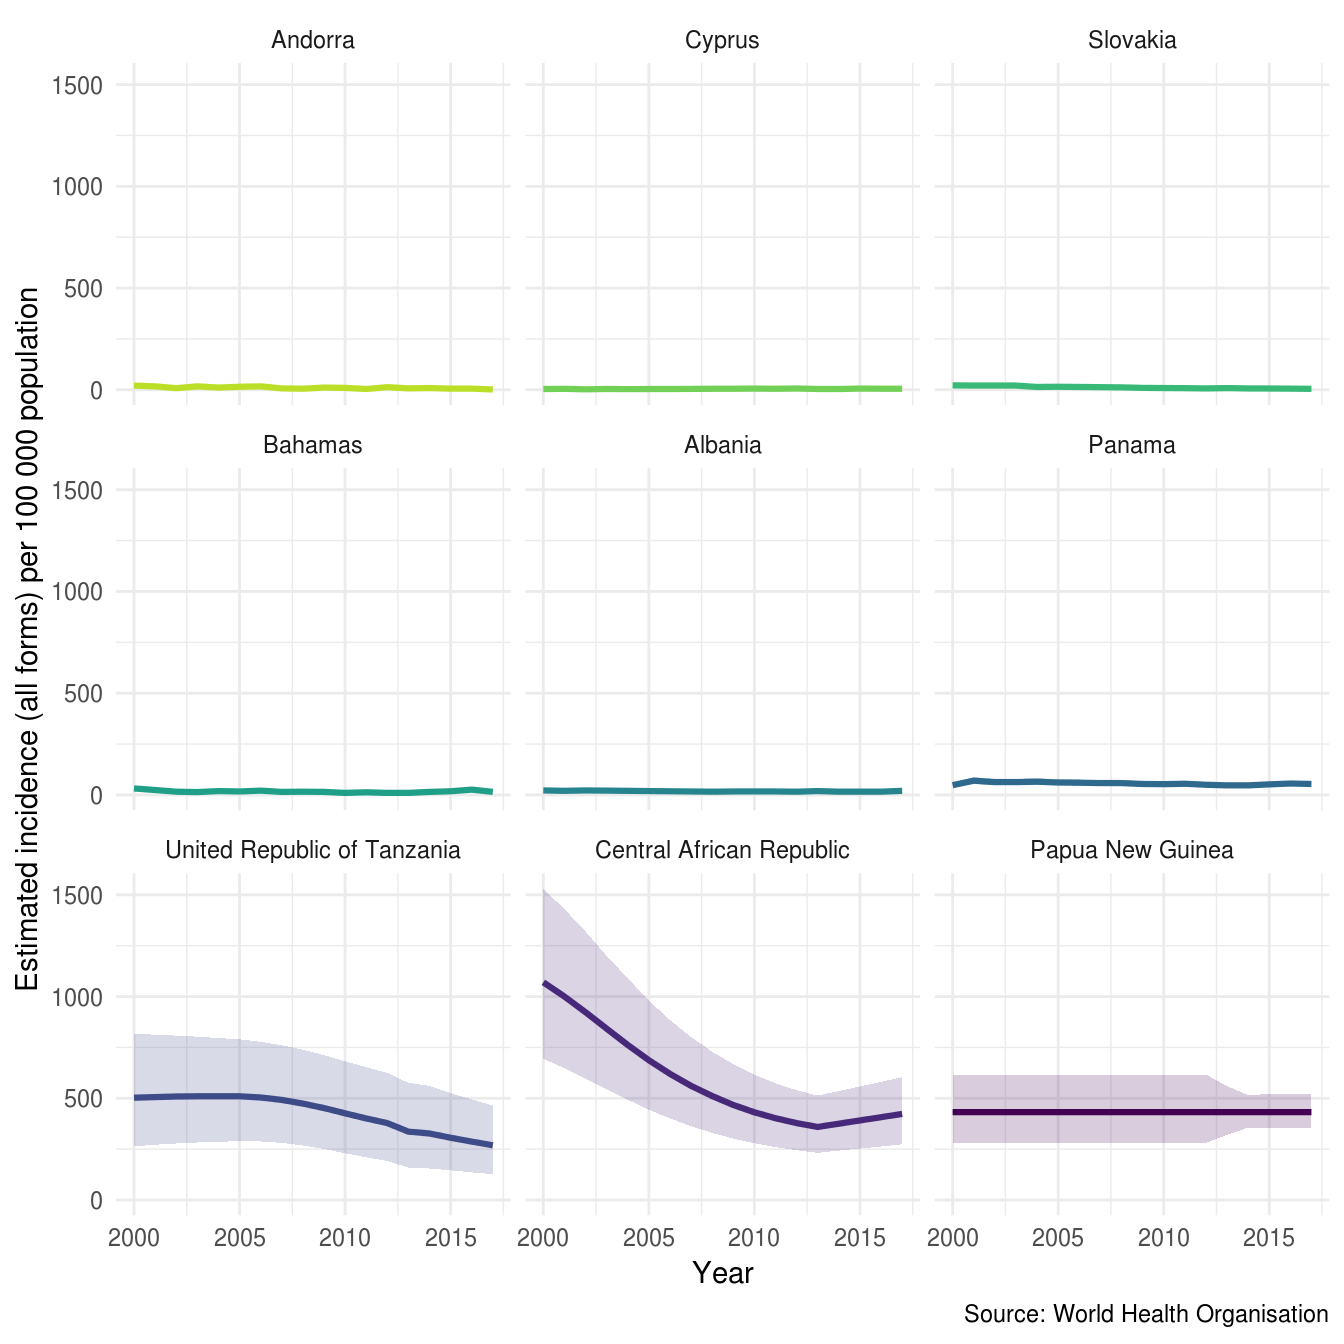 Andorra
Cyprus
Slovakia
1500
1000
500
0
Bahamas
Albania
Panama
1500
1000
500
0
United Republic of Tanzania
Central African Republic
Papua New Guinea
1500
1000
500
0
2000 2005 2010 2015
2000 2005 2010 2015
2000 2005 2010 2015
Estimated incidence (all forms) per 100 000 population
Year
Source: World Health Organisation